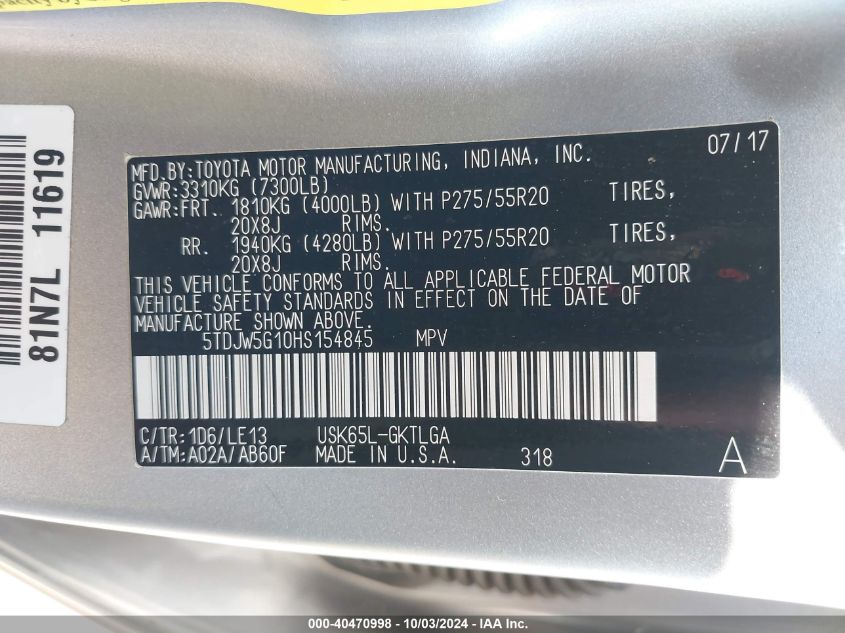 81N7L 11619
07/17
MFD.BY:TOYOTA MOTOR MANUFACTURING, INDIANA, INC.
GVWR:3310KG (7300LB)
GAWR:FRT. 1810KG (4000LB) WITH P275/55R20 TIRES,
20X8J RIMS.
RR. 1940KG (4280LB) WITH P275/55R20 TIRES,
20X8J RIMS.
THIS VEHICLE CONFORMS TO ALL APPLICABLE FEDERAL MOTOR
VEHICLE SAFETY STANDARDS IN EFFECT ON THE DATE OF
MANUFACTURE SHOWN ABOVE.
5TDJW5G10HS154845 MPV
C/TR:1D6/LE13 USK65L-GKTLGA
A/TM:A02A/AB60F MADE IN U.S.A. 318 A
000-40470998 - 10/03/2024 - IAA Inc.